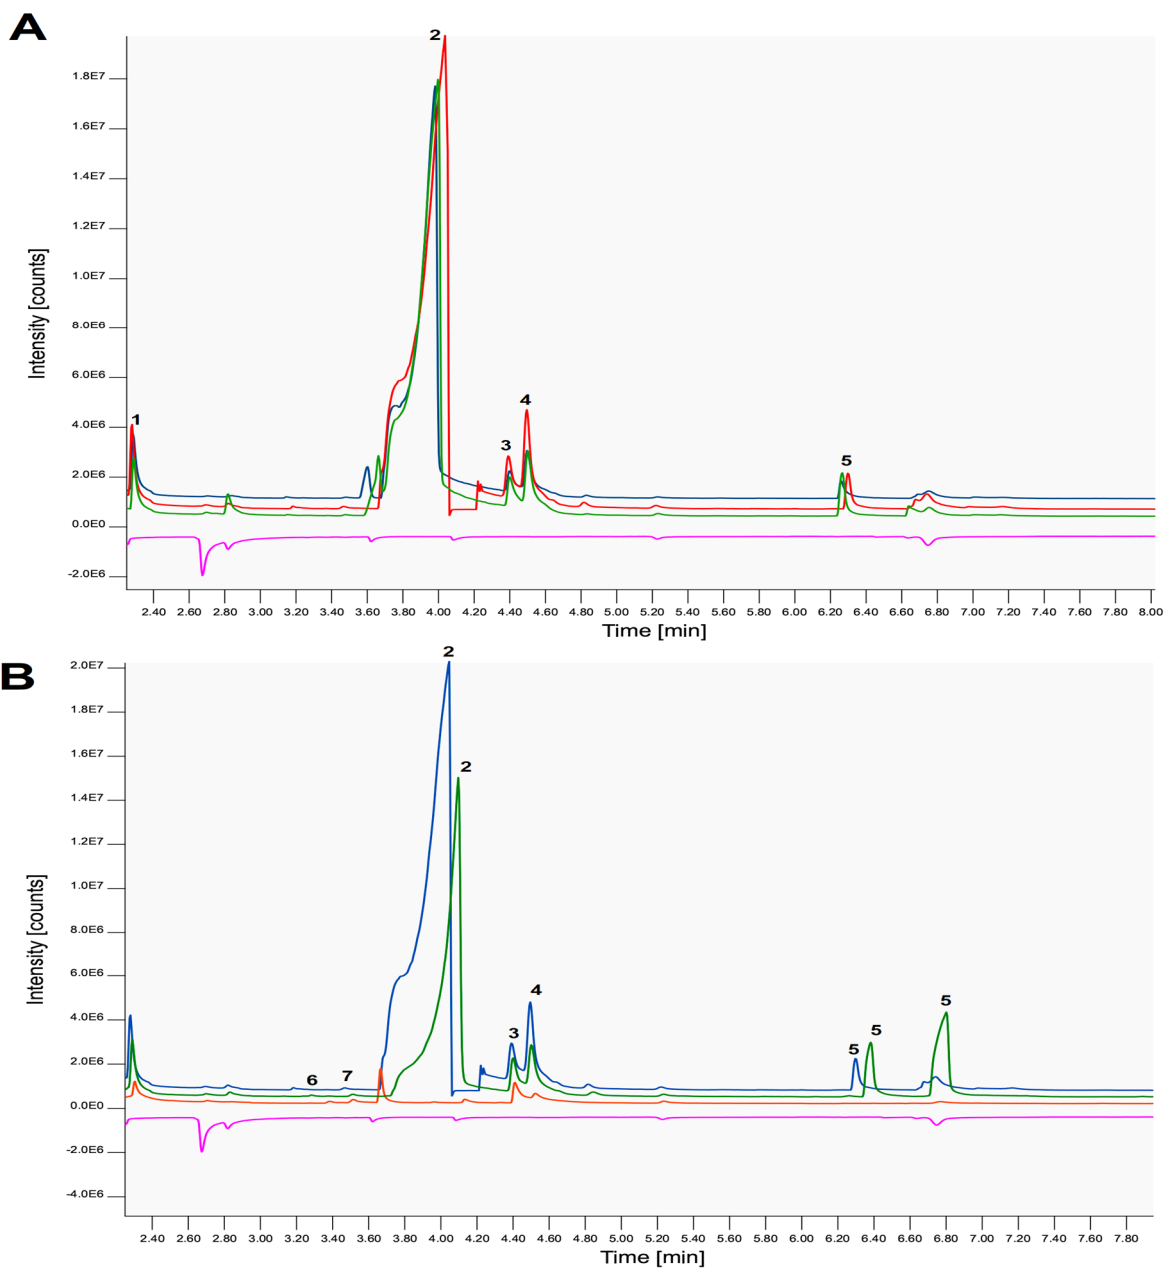 A
2
1.8E7
1.6E7
1.4E7
1.2E7
1.0E7
8.0E6
6.0E6
4.0E6
2.0E6
0.0E0
-2.0E6
Intensity [counts]
1
3
4
5
2.40 2.60 2.80 3.00 3.20 3.40 3.60 3.80 4.00 4.20 4.40 4.60 4.80 5.00 5.20 5.40 5.60 5.80 6.00 6.20 6.40 6.60 6.80 7.00 7.20 7.40 7.60 7.80 8.00
Time [min]
B
2
2
2.0E7
1.8E7
1.6E7
1.4E7
1.2E7
1.0E7
8.0E6
6.0E6
4.0E6
2.0E6
0.0E0
-2.0E6
-4.0E6
Intensity [counts]
6
7
3
4
5
5
5
2.40 2.60 2.80 3.00 3.20 3.40 3.60 3.80 4.00 4.20 4.40 4.60 4.80 5.00 5.20 5.40 5.60 5.80 6.00 6.20 6.40 6.60 6.80 7.00 7.20 7.40 7.60 7.80
Time [min]